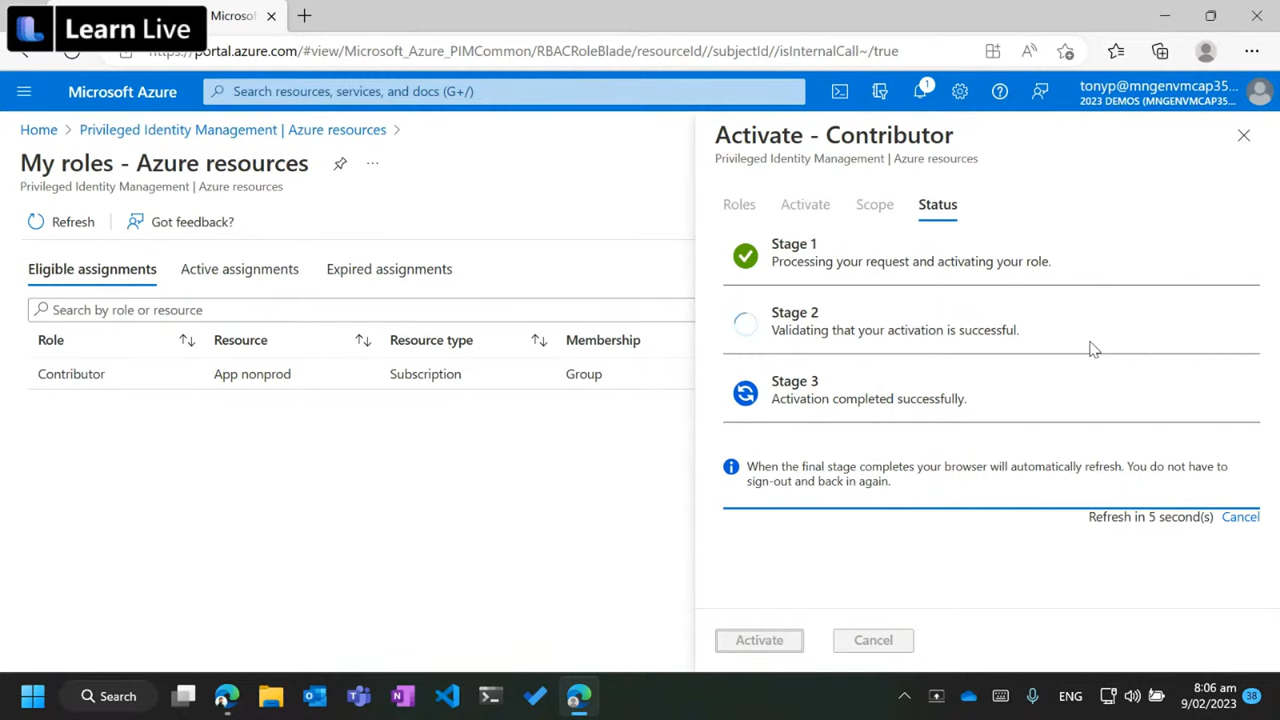 Learn Live
Microsof
https://portal.azure.com/#view/Microsoft_Azure_PIMCommon/RBACRoleBlade/resourceId//subjectId//isInternalCall~/true
Microsoft Azure
Search resources, services, and docs (G+/)
1
tonyp@mngenvmcap35...
2023 DEMOS (MNGENVMCAP35...
Home > Privileged Identity Management | Azure resources >
My roles - Azure resources
...
Privileged Identity Management | Azure resources
Refresh
Got feedback?
Eligible assignments
Active assignments
Expired assignments
Search by role or resource
Role
Resource
Resource type
Membership
Contributor
App nonprod
Subscription
Group
Activate - Contributor
Privileged Identity Management | Azure resources
Roles
Activate
Scope
Status
Stage 1
Processing your request and activating your role.
Stage 2
Validating that your activation is successful.
Stage 3
Activation completed successfully.
When the final stage completes your browser will automatically refresh. You do not have to
sign-out and back in again.
Refresh in 5 second(s) Cancel
Activate
Cancel
Search
ENG
8:06 am
9/02/2023
38